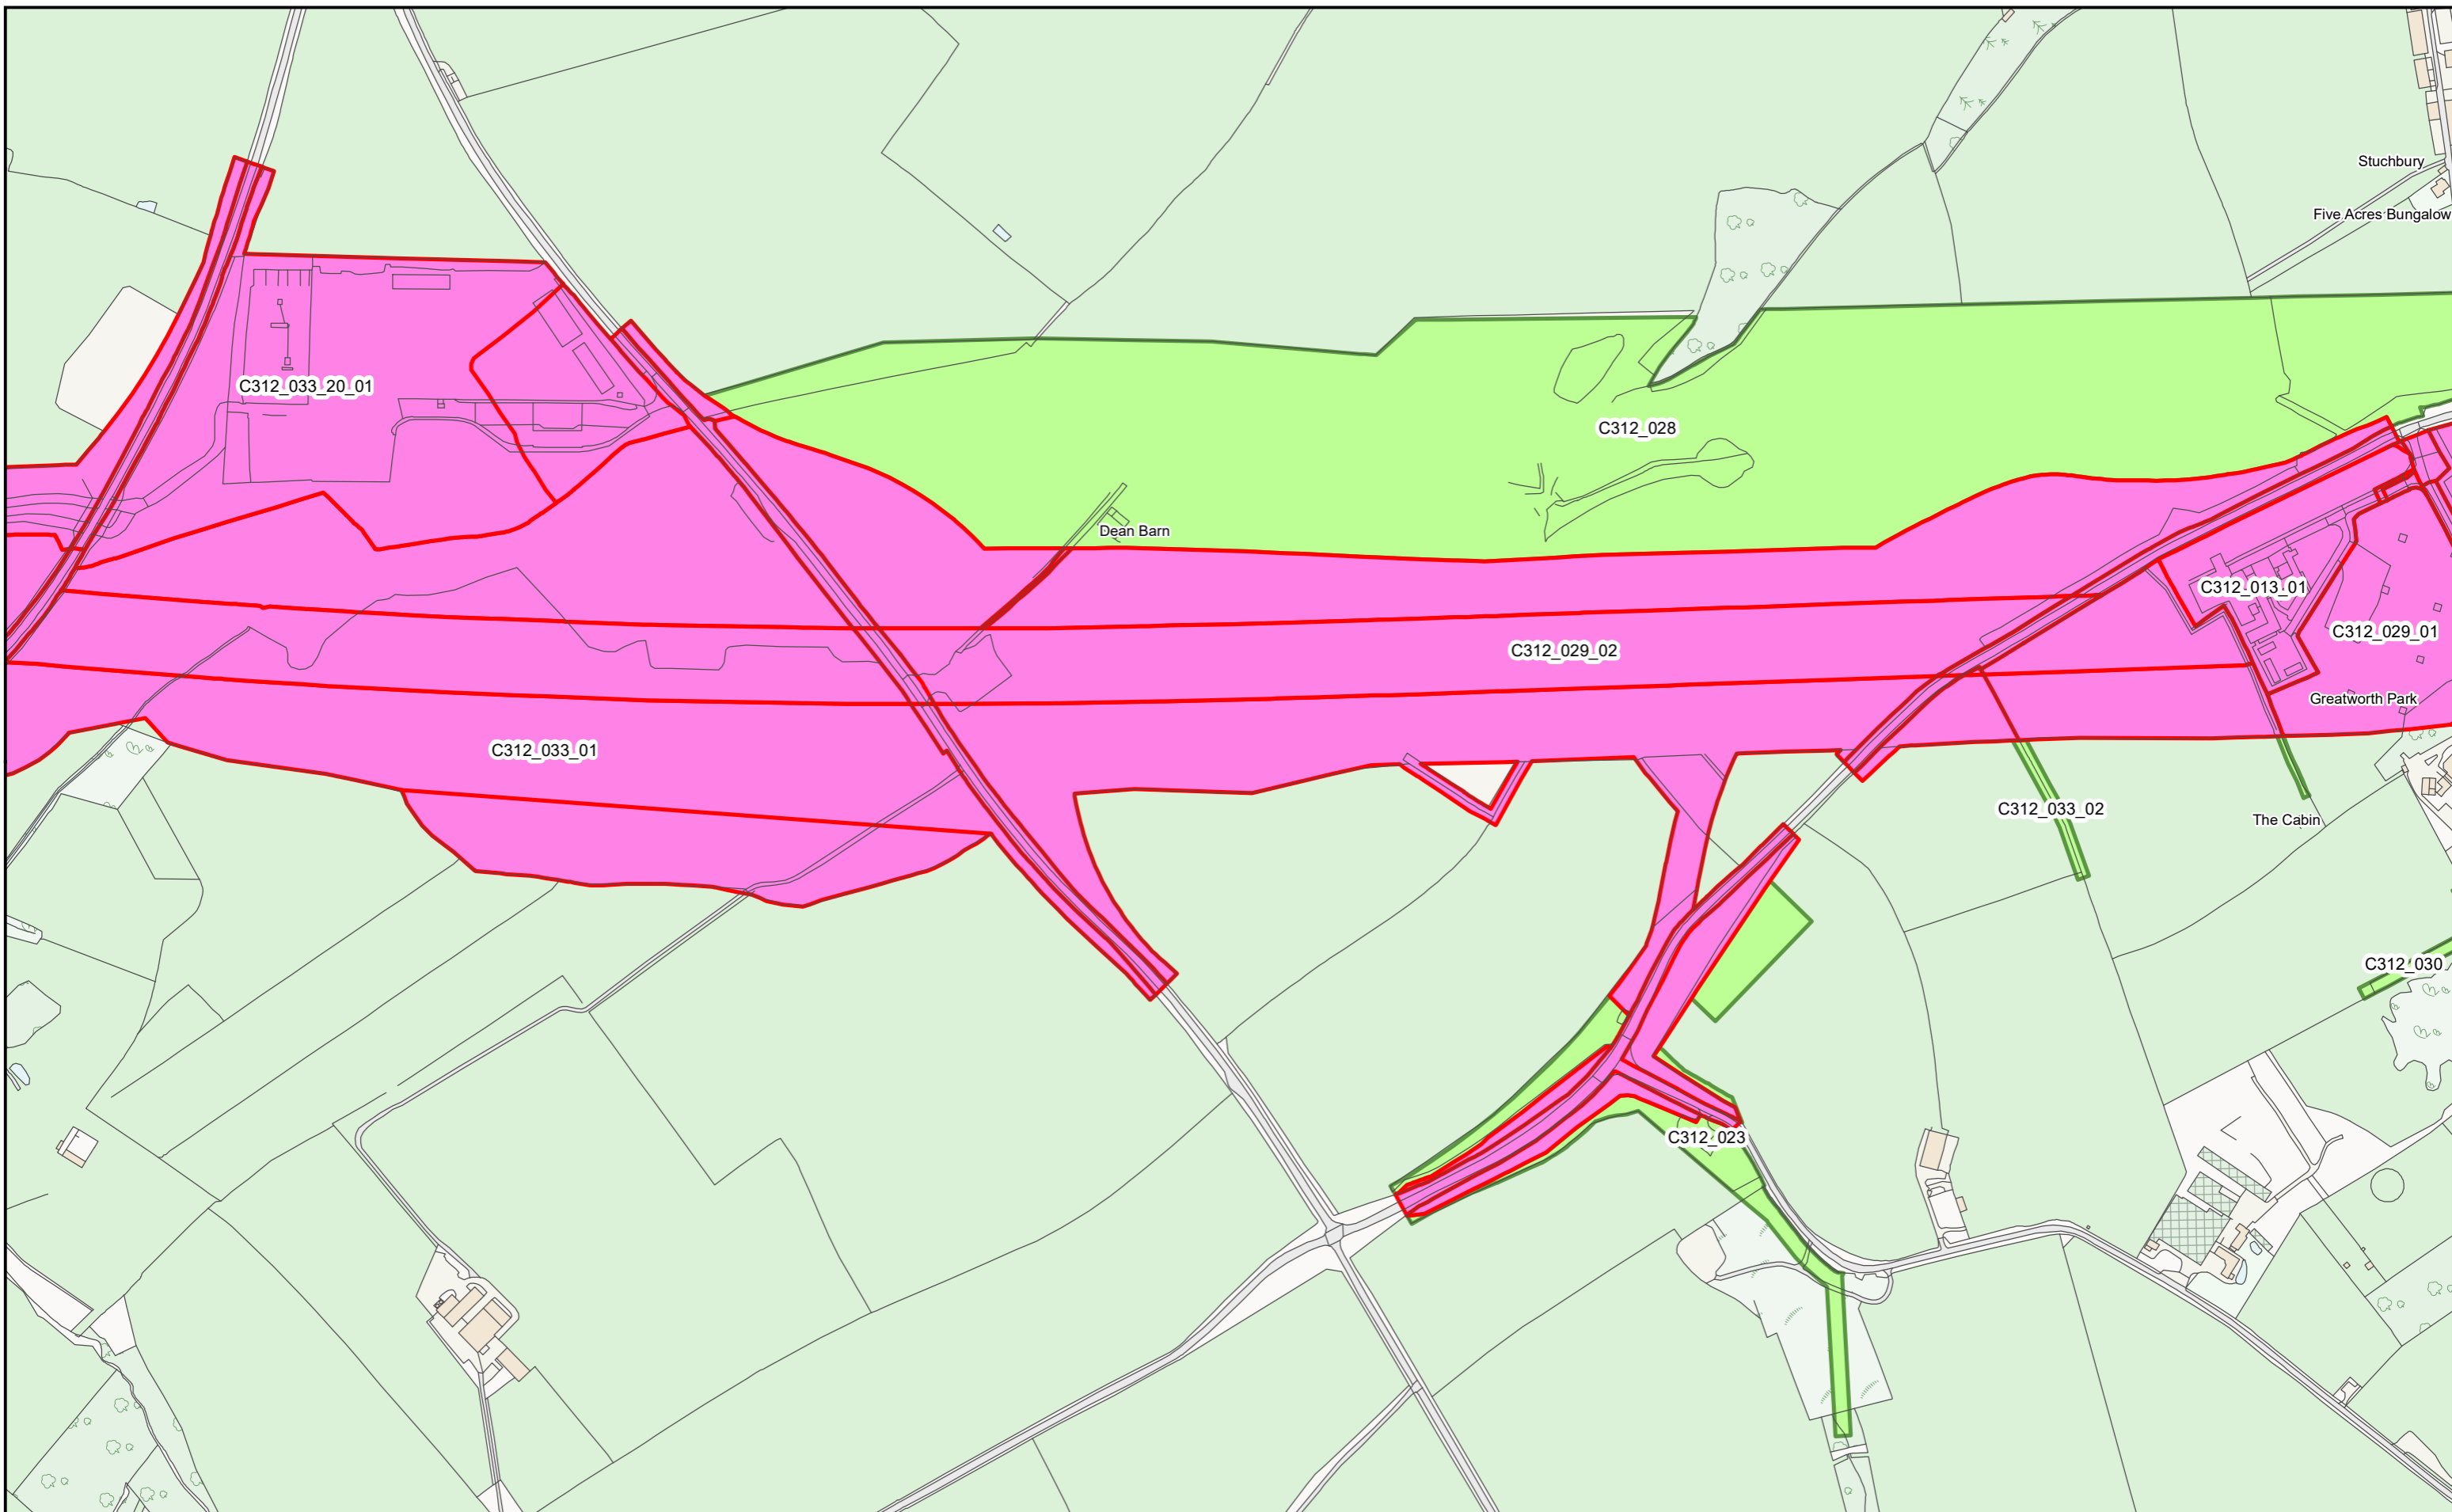 Stuchbury
Five Acres Bungalow
C312_033_20_01
C312_028
Dean Barn
C312_013_01
C312_029_01
C312_029_02
Greatworth Park
C312_033_01
C312_033_02
The Cabin
C312_030
C312_023